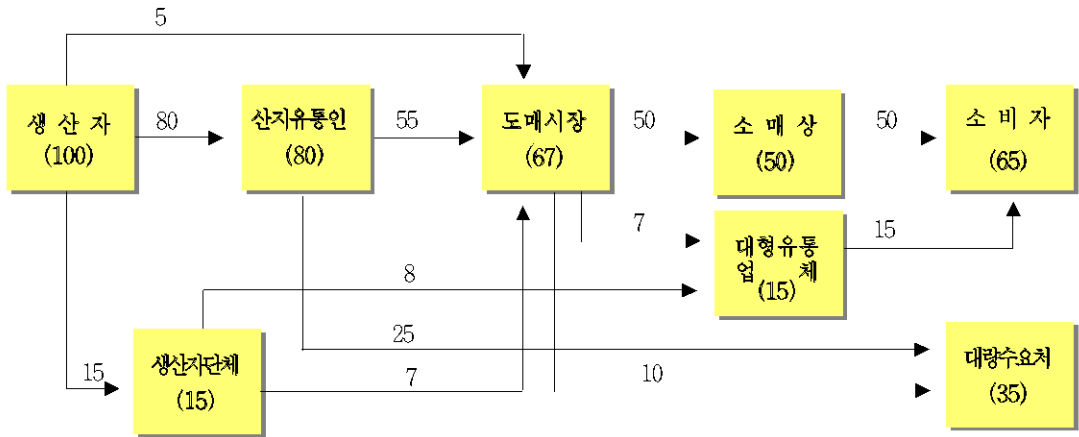 5
생 산 자
(100)
80
산지유통인
(80)
55
도매시장
(67)
50
소 매 상
(50)
50
소 비 자
(65)
7
대형유통
업 체
(15)
15
8
25
15
생산자단체
(15)
7
10
대량수요처
(35)